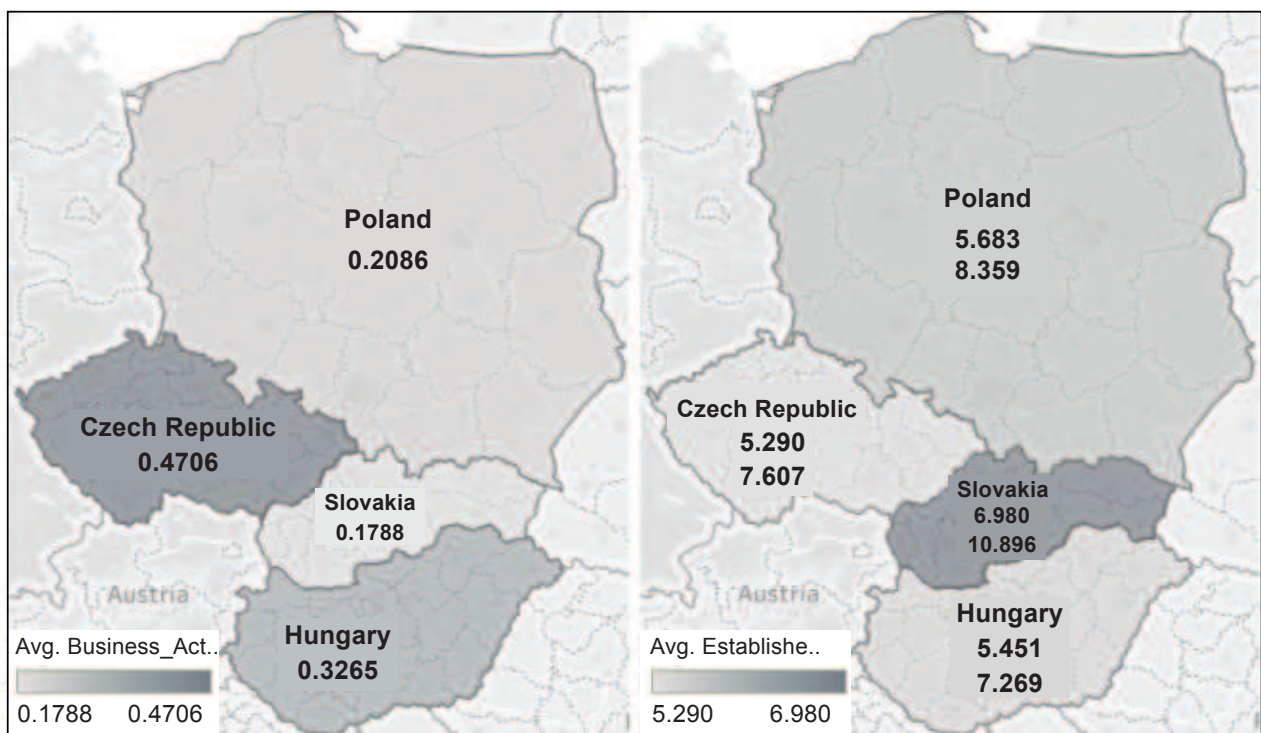 Poland
0.2086
Czech Republic
0.4706
Slovakia
0.1788
Austria
Hungary
0.3265
Avg. Business_Act..
0.1788 0.4706
Poland
5.683
8.359
Czech Republic
5.290
7.607
Slovakia
6.980
10.896
Austria
Hungary
5.451
7.269
Avg. Establishe..
5.290 6.980